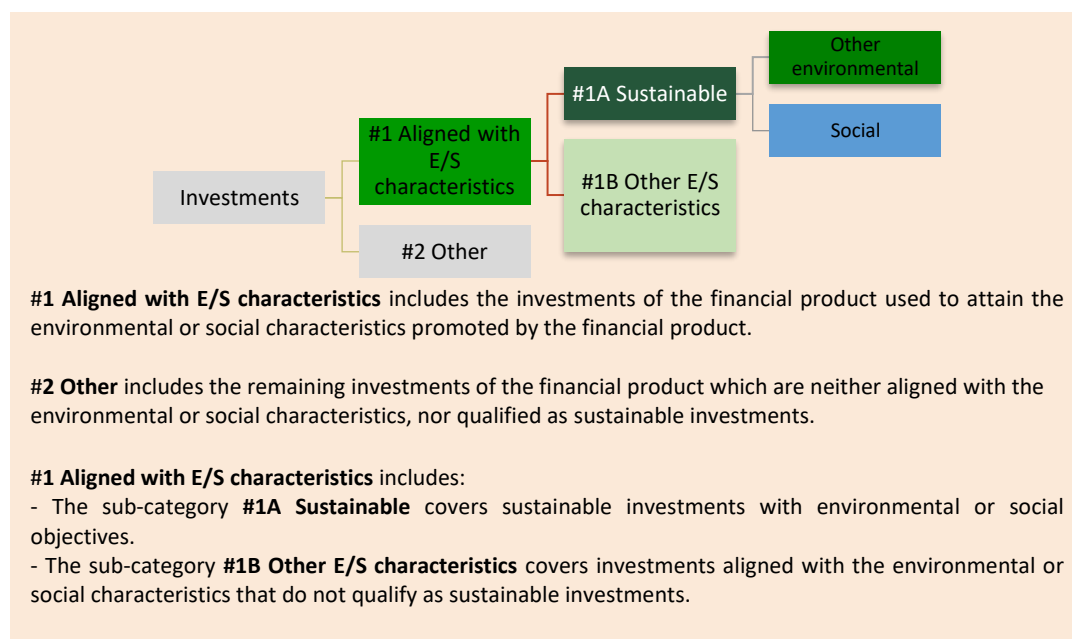 Other
environmental
#1A Sustainable
#1 Aligned with
E/S
characteristics
Social
#1B Other E/S
characteristics
Investments
#2 Other
#1 Aligned with E/S characteristics includes the investments of the financial product used to attain the
environmental or social characteristics promoted by the financial product.
#2 Other includes the remaining investments of the financial product which are neither aligned with the
environmental or social characteristics, nor qualified as sustainable investments.
#1 Aligned with E/S characteristics includes:
- The sub-category #1A Sustainable covers sustainable investments with environmental or social
objectives.
- The sub-category #1B Other E/S characteristics covers investments aligned with the environmental or
social characteristics that do not qualify as sustainable investments.